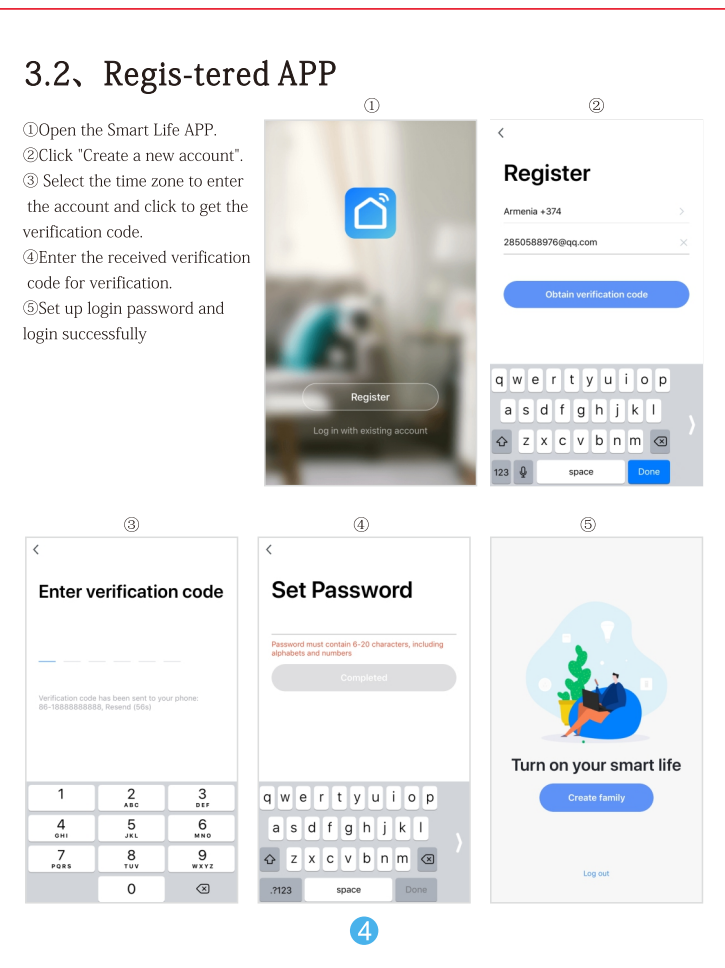 3.2、Regis-tered APP
①Open the Smart Life APP.
②Click "Create a new account".
③ Select the time zone to enter
the account and click to get the
verification code.
④Enter the received verification
code for verification.
⑤Set up login password and
login successfully
①
Register
Log in with existing account
②
Register
Armenia +374
2850588976@qq.com
Obtain verification code
q w e r t y u i o p
a s d f g h j k l
z x c v b n m
123 space Done
③
Enter verification code
Verification code has been sent to your phone:
86-18888888888, Resend (56s)
1 2 3
ABC DEF
4 5 6
GHI JKL MNO
7 8 9
PQRS TUV WXYZ
0
④
Set Password
Password must contain 6-20 characters, including
alphabets and numbers
Completed
q w e r t y u i o p
a s d f g h j k l
z x c v b n m
.?123 space Done
⑤
Turn on your smart life
Create family
Log out
4